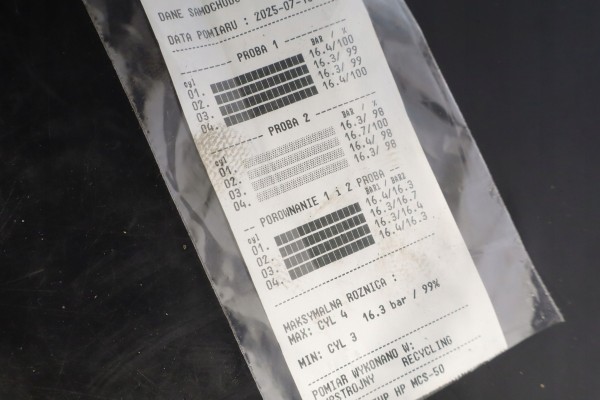 DANE SAMOCHODU
DATA POMIARU : 2025-07-1
PROBA 1
cyl BAR / %
01. 16.4/100
02. 16.3/ 99
03. 16.3/ 99
04. 16.4/100
PROBA 2
cyl BAR / %
01. 16.3/ 98
02. 16.7/100
03. 16.4/ 98
04. 16.3/ 98
POROWNANIE 1 i 2 PROBA
cyl BAR1 / BAR2
01. 16.4/16.3
02. 16.3/16.7
03. 16.3/16.4
04. 16.4/16.3
MAKSYMALNA ROZNICA :
MAX: CYL 4
16.3 bar / 99%
MIN: CYL 3
POMIAR WYKONANO W:
RECYCLING
HP MCS-50